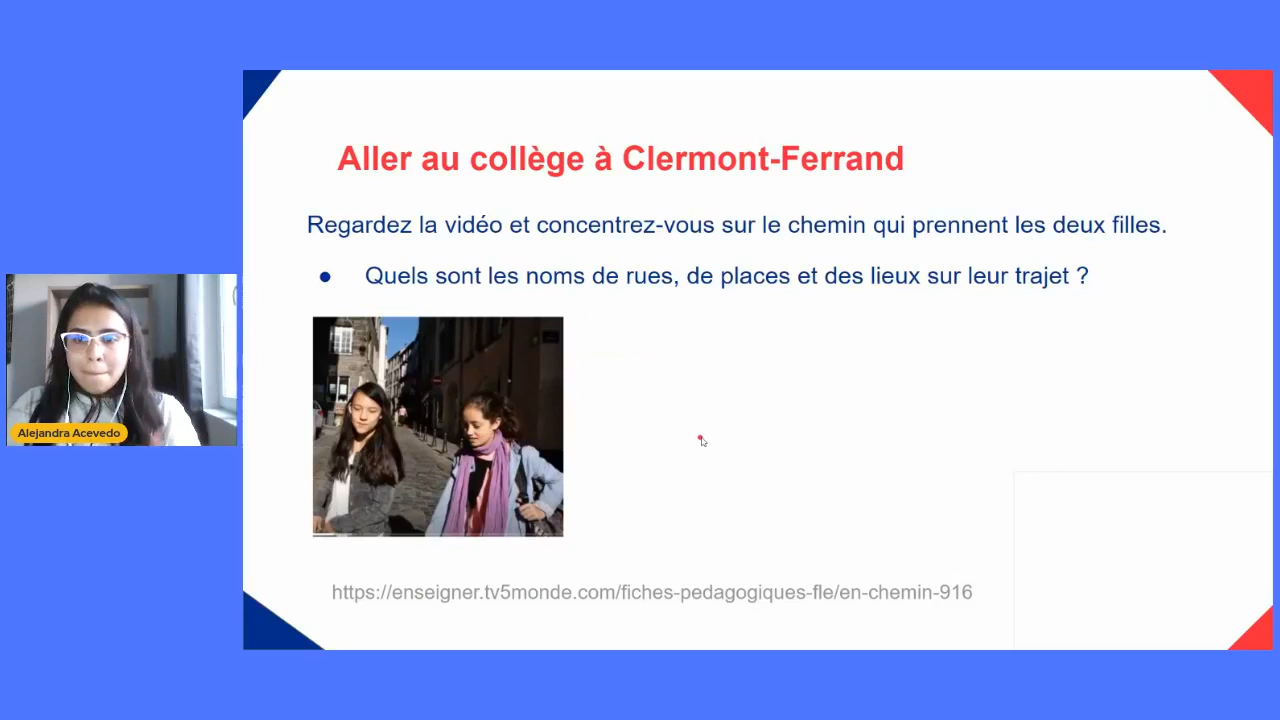 Aller au collège à Clermont-Ferrand
Regardez la vidéo et concentrez-vous sur le chemin qui prennent les deux filles.
● Quels sont les noms de rues, de places et des lieux sur leur trajet ?
Alejandra Acevedo
https://enseigner.tv5monde.com/fiches-pedagogiques-fle/en-chemin-916